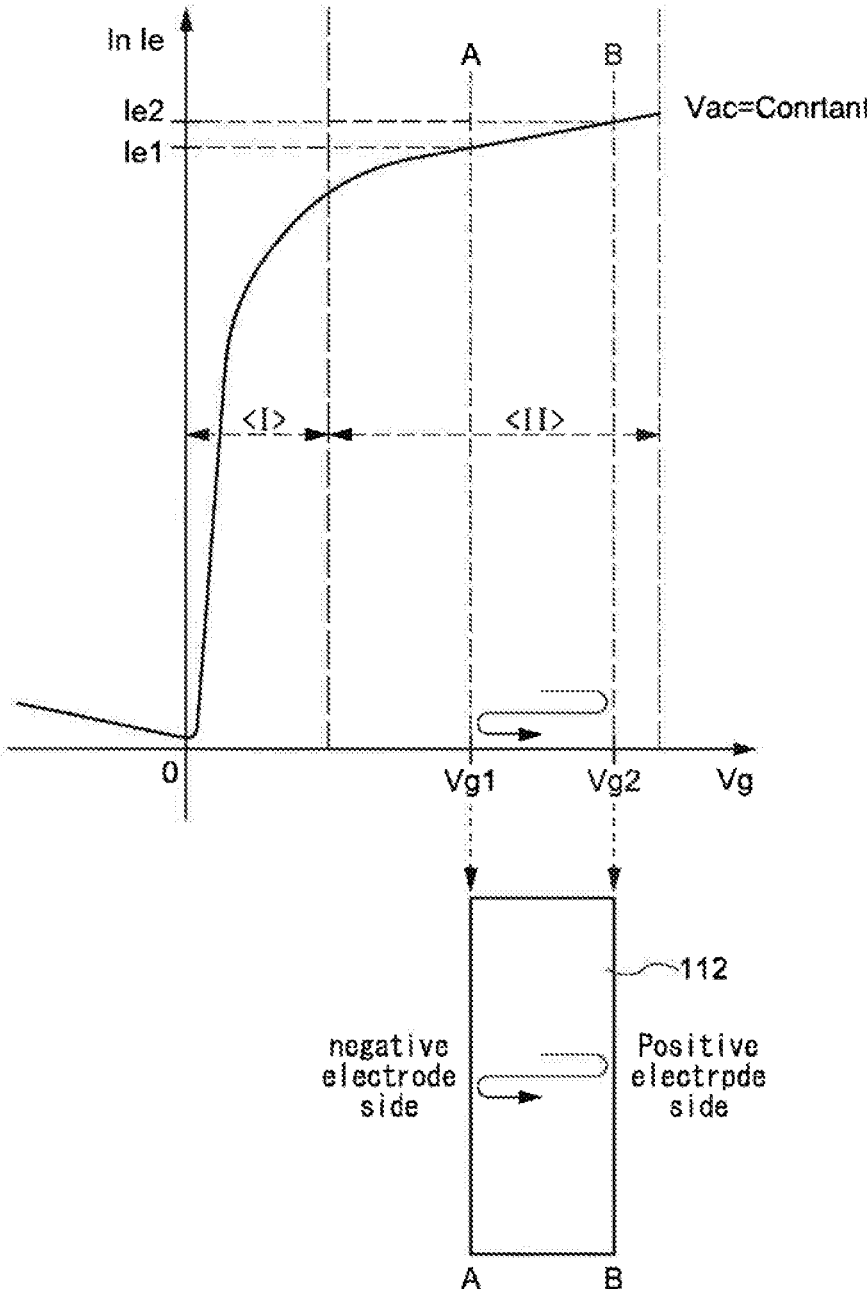 ln Ie
A
B
Ie2
Ie1
Vac=Conrtant
<I>
<II>
0
Vg1
Vg2
Vg
112
negative
electrode
side
Positive
electrpde
side
A
B